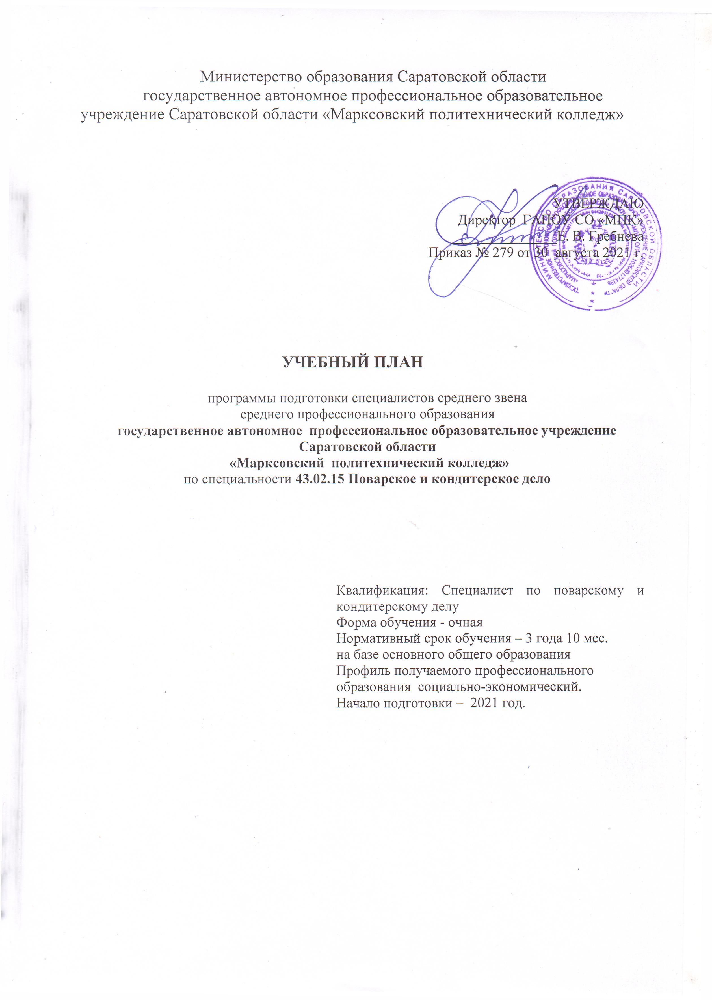 Министерство образования Саратовской области
государственное автономное профессиональное образовательное
учреждение Саратовской области «Марксовский политехнический колледж»
УТВЕРЖДАЮ
Директор ГАПОУ СО «МПК»
Е. В. Гребнева
Приказ № 279 от 30 августа 2021 г.
УЧЕБНЫЙ ПЛАН
программы подготовки специалистов среднего звена
среднего профессионального образования
государственное автономное профессиональное образовательное учреждение
Саратовской области
«Марксовский политехнический колледж»
по специальности 43.02.15 Поварское и кондитерское дело
Квалификация: Специалист по поварскому и
кондитерскому делу
Форма обучения - очная
Нормативный срок обучения – 3 года 10 мес.
на базе основного общего образования
Профиль получаемого профессионального
образования социально-экономический.
Начало подготовки – 2021 год.
МИНИСТЕРСТВО ОБРАЗОВАНИЯ САРАТОВСКОЙ ОБЛАСТИ